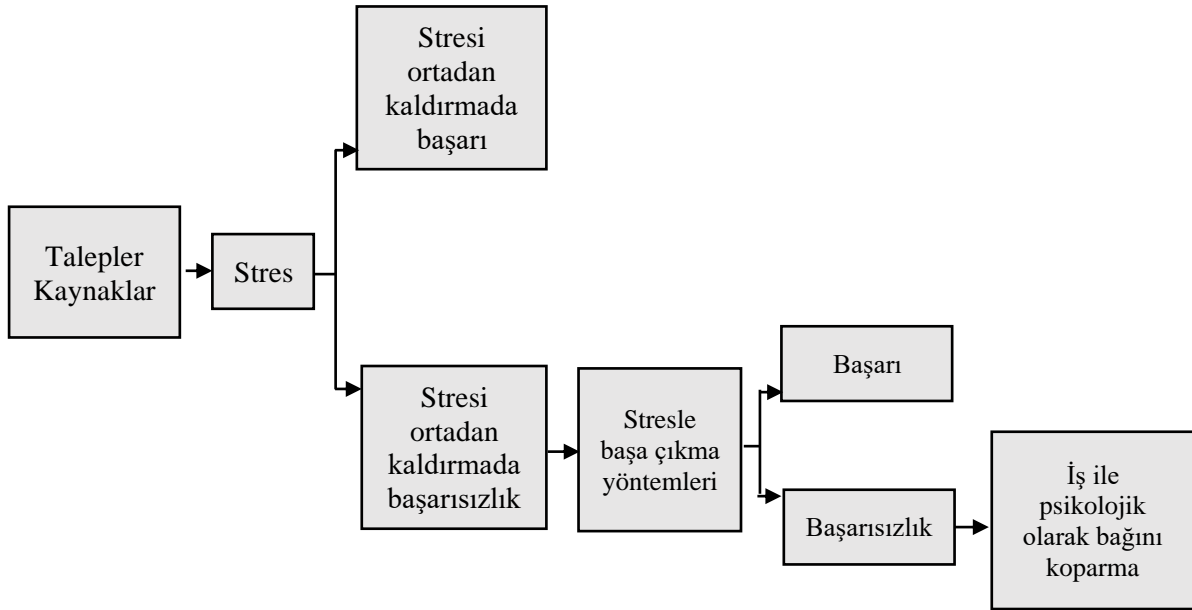 Stresi
ortadan
kaldırmada
başarı
Talepler
Kaynaklar
Stres
Stresi
ortadan
kaldırmada
başarısızlık
Stresle
başa çıkma
yöntemleri
Başarı
Başarısızlık
İş ile
psikolojik
olarak bağını
koparma